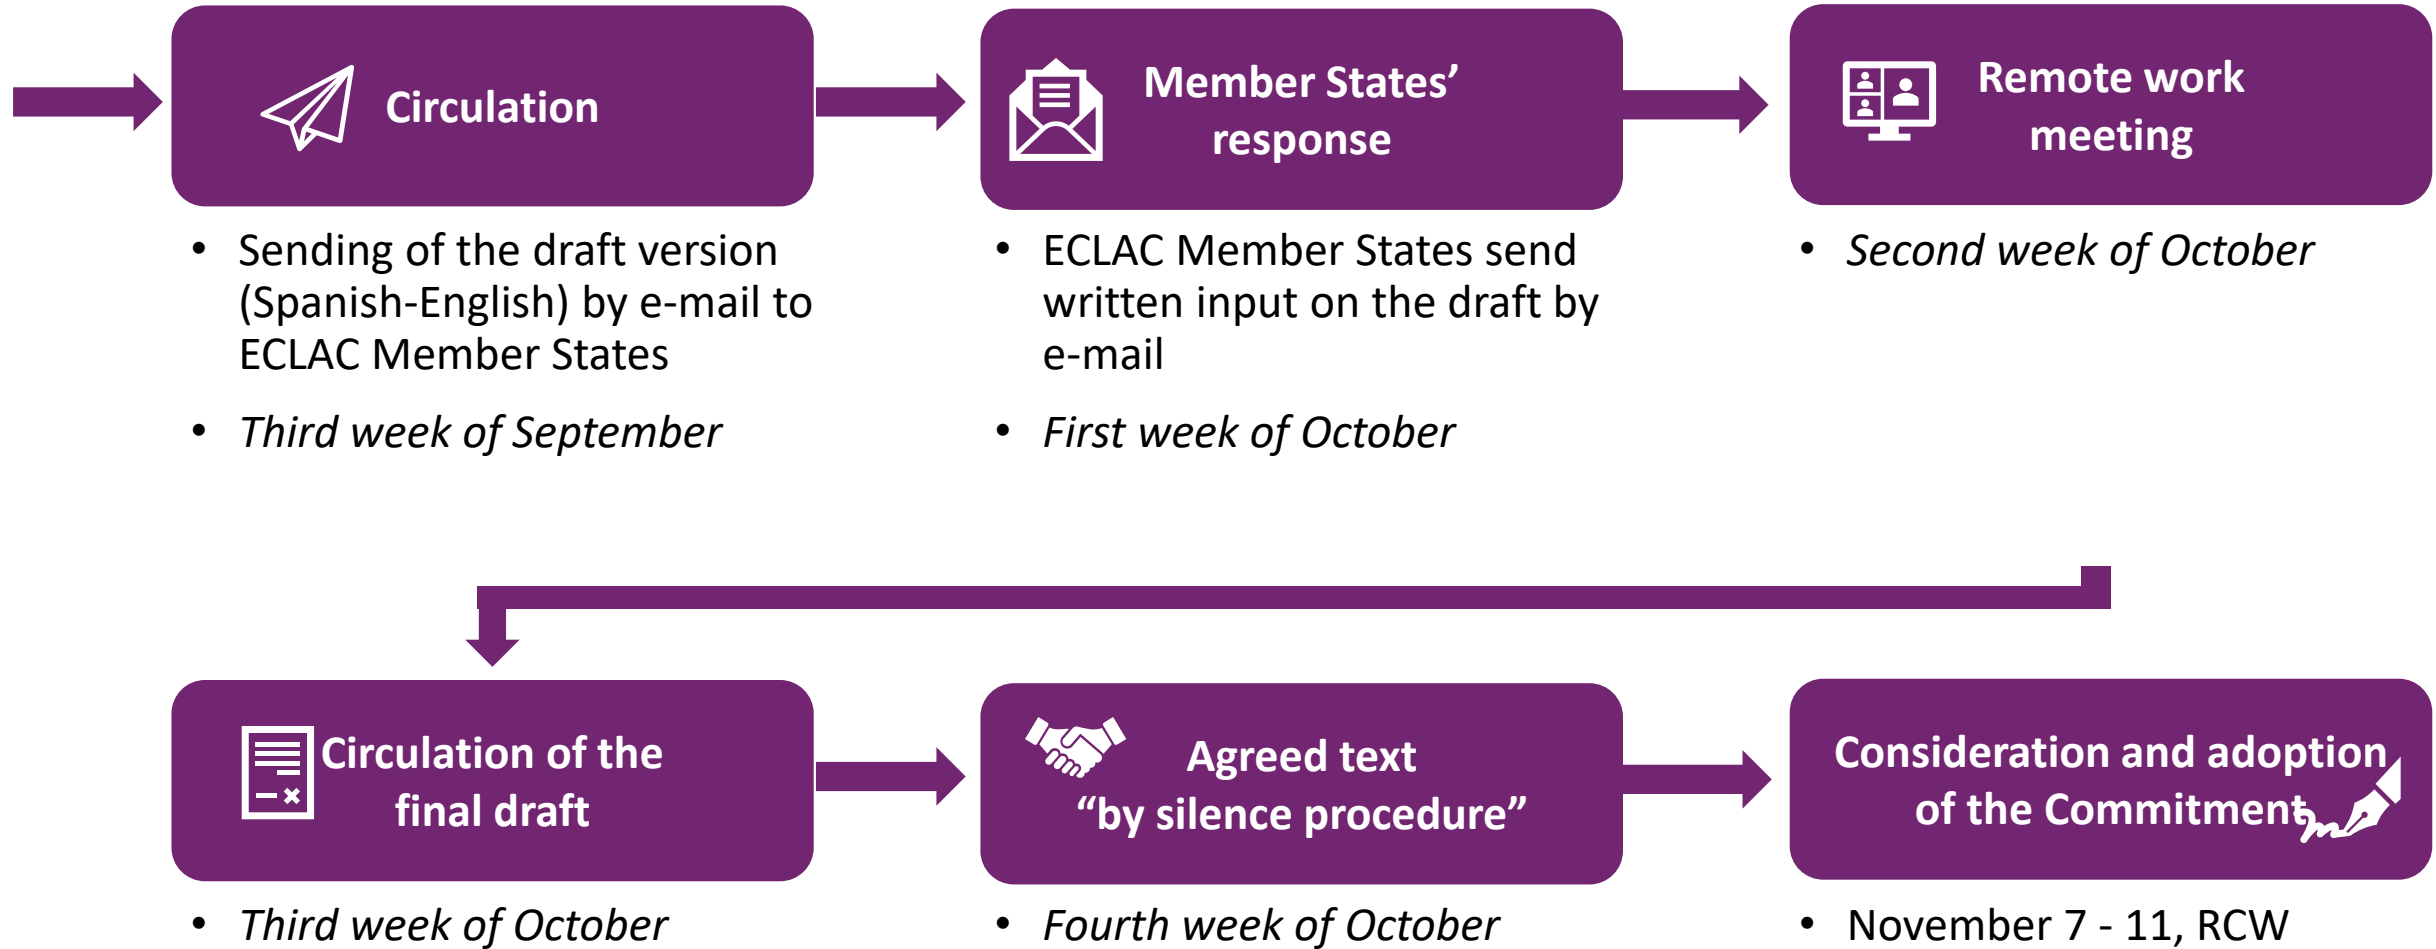 Circulation
• Sending of the draft version
(Spanish-English) by e-mail to
ECLAC Member States
• Third week of September
Member States’
response
• ECLAC Member States send
written input on the draft by
e-mail
• First week of October
Remote work
meeting
• Second week of October
Circulation of the
final draft
• Third week of October
Agreed text
“by silence procedure”
• Fourth week of October
Consideration and adoption
of the Commitment
• November 7 - 11, RCW